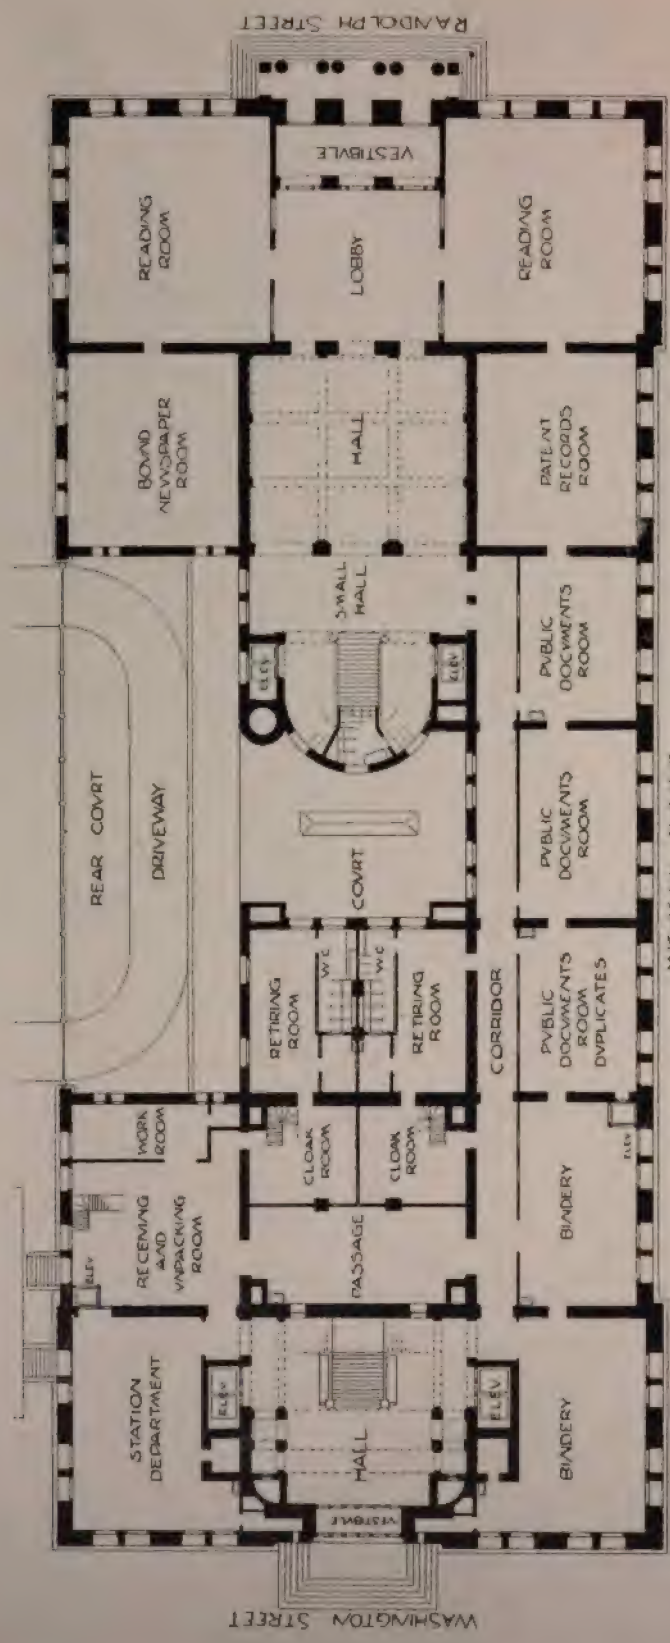 WASHINGTON STREET
STATION
DEPARTMENT
RECEIVING
AND
VNPACKING
ROOM
ELEV
WORK
ROOM
REAR COVRT
DRIVEWAY
BOVND
NEWSPAPER
ROOM
READING
ROOM
VESTIBVLE
HALL
ELEV
ELEV
PASSAGE
CLOAK
ROOM
CLOAK
ROOM
RETIRING
ROOM
WC
WC
RETIRING
ROOM
COVRT
ELEV
ELEV
SMALL
HALL
HALL
LOBBY
VESTIBVLE
RANDOLPH STREET
CORRIDOR
BINDERY
BINDERY
ELEV
PVBLIC
DOCVMENTS
ROOM
DVPLICATES
PVBLIC
DOCVMENTS
ROOM
PVBLIC
DOCVMENTS
ROOM
PATENT
RECORDS
ROOM
READING
ROOM